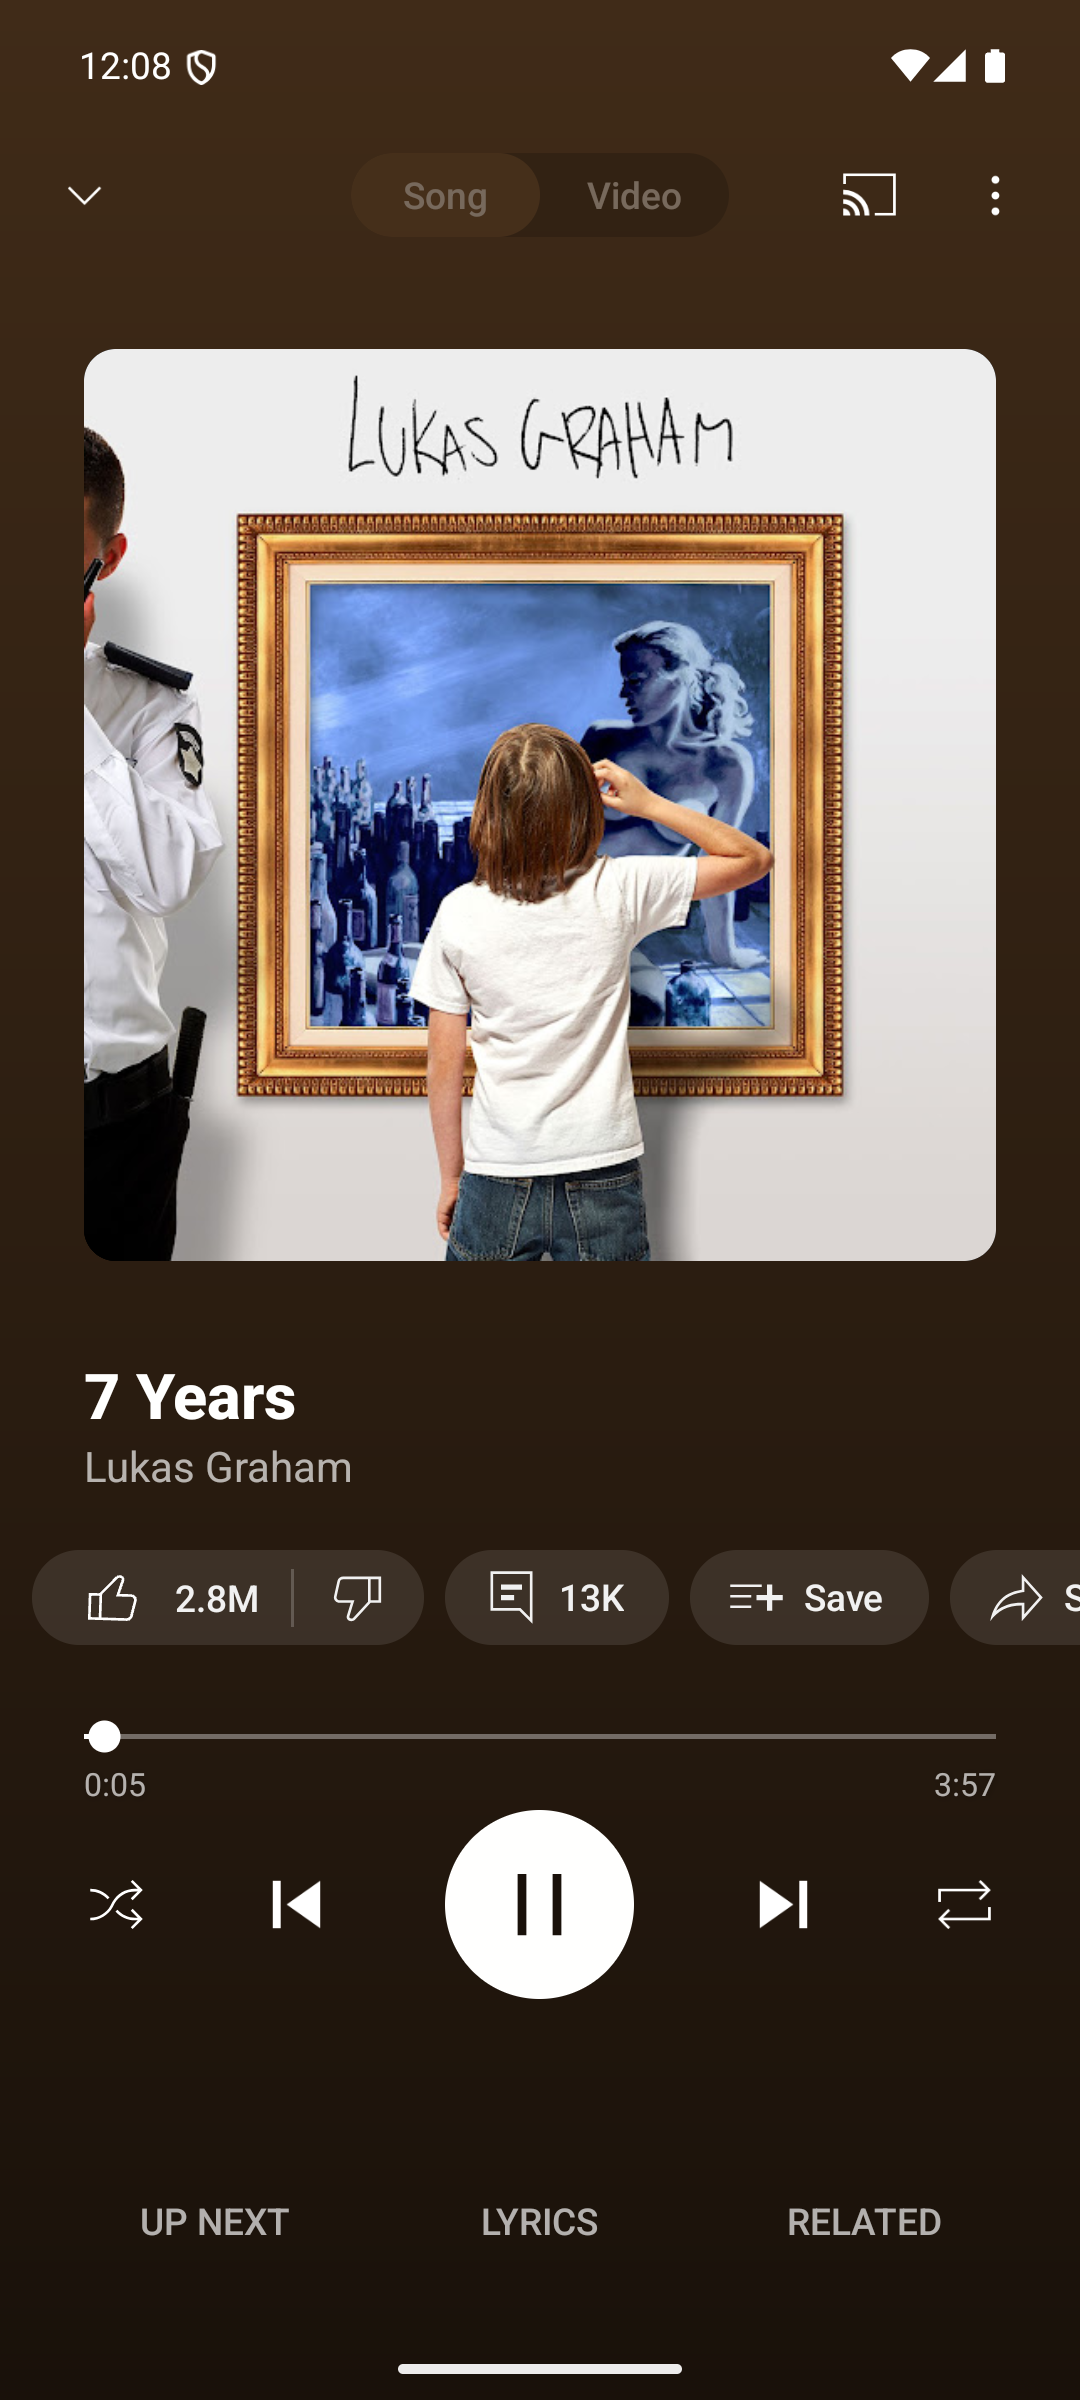 12:08
Song Video
LUKAS GRAHAM
7 Years
Lukas Graham
2.8M 13K Save
0:05 3:57
UP NEXT LYRICS RELATED